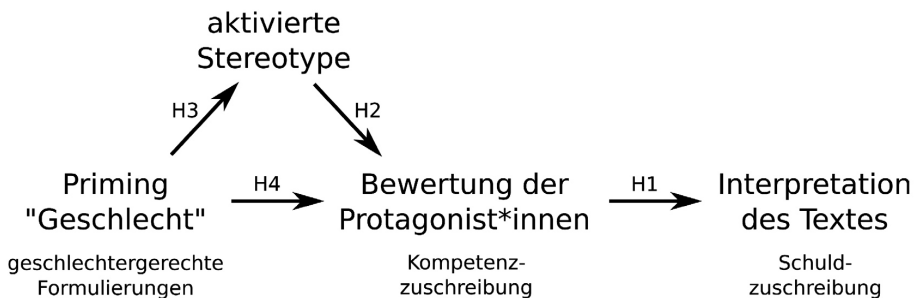 aktivierte
Stereotype
H3
H2
Priming
"Geschlecht"
H4
Bewertung der
Protagonist*innen
H1
Interpretation
des Textes
geschlechtergerechte
Formulierungen
Kompetenz-
zuschreibung
Schuld-
zuschreibung